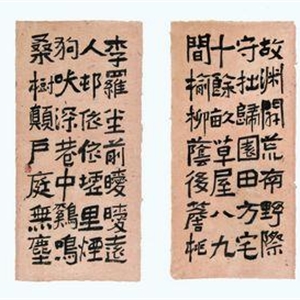 故淵開荒南野際
守拙歸園田方宅
十餘畝草屋八九
間榆柳蔭後簷桃
李羅堂前曖曖遠
人邨依依墟里煙
狗吠深巷中鷄鳴
桑樹顛戶庭無塵